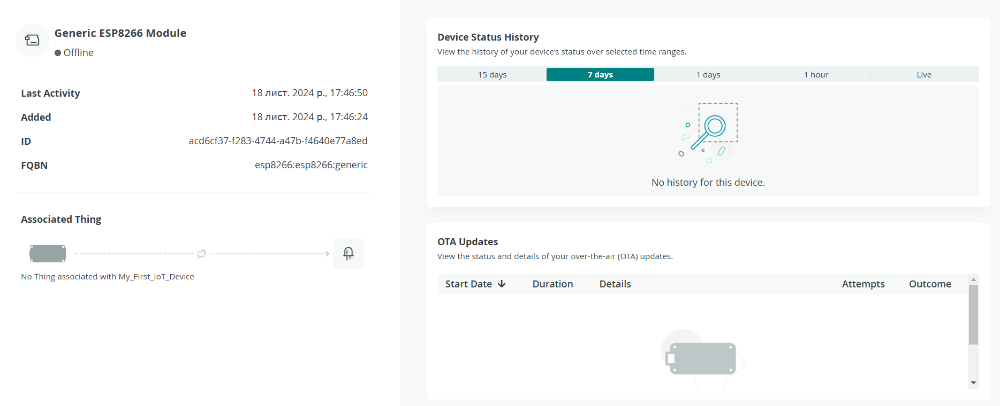 Generic ESP8266 Module
Offline
Last Activity 18 лист. 2024 р., 17:46:50
Added 18 лист. 2024 р., 17:46:24
ID acd6cf37-f283-4744-a47b-f4640e77a8ed
FQBN esp8266:esp8266:generic
Associated Thing
No Thing associated with My_First_IoT_Device
Device Status History
View the history of your device’s status over selected time ranges.
15 days 7 days 1 days 1 hour Live
No history for this device.
OTA Updates
View the status and details of your over-the-air (OTA) updates.
Start Date Duration Details Attempts Outcome